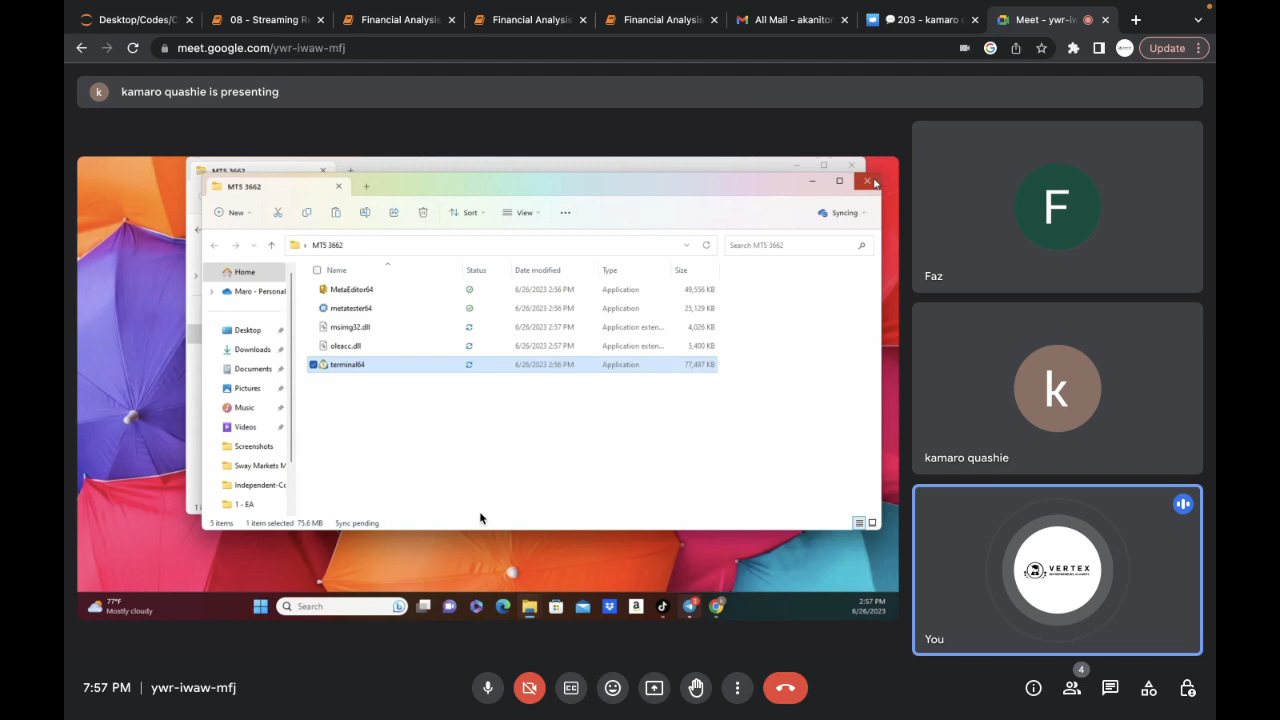 Desktop/Codes/C
08 - Streaming R
Financial Analysis
Financial Analysis
Financial Analysis
All Mail - akanitor
203 - kamaro
Meet - ywr-iw
meet.google.com/ywr-iwaw-mfj
Update
k
kamaro quashie is presenting
MT5 3662
MT5 3662
New
Sort
View
Syncing
MT5 3662
Search MT5 3662
Home
Name
Status
Date modified
Type
Size
Maro - Personal
MetaEditor64
6/26/2023 2:56 PM
Application
49,556 KB
metatester64
6/26/2023 2:56 PM
Application
25,129 KB
Desktop
msimg32.dll
6/26/2023 2:57 PM
Application exten...
4,026 KB
Downloads
oleacc.dll
6/26/2023 2:57 PM
Application exten...
5,400 KB
Documents
terminal64
6/26/2023 2:56 PM
Application
77,497 KB
Pictures
Music
Videos
Screenshots
Sway Markets M
Independent-Co
1 - EA
5 items
1 item selected 75.6 MB
Sync pending
77°F
Mostly cloudy
Search
a
2:57 PM
6/26/2023
F
Faz
k
kamaro quashie
VERTEX
You
7:57 PM | ywr-iwaw-mfj
4